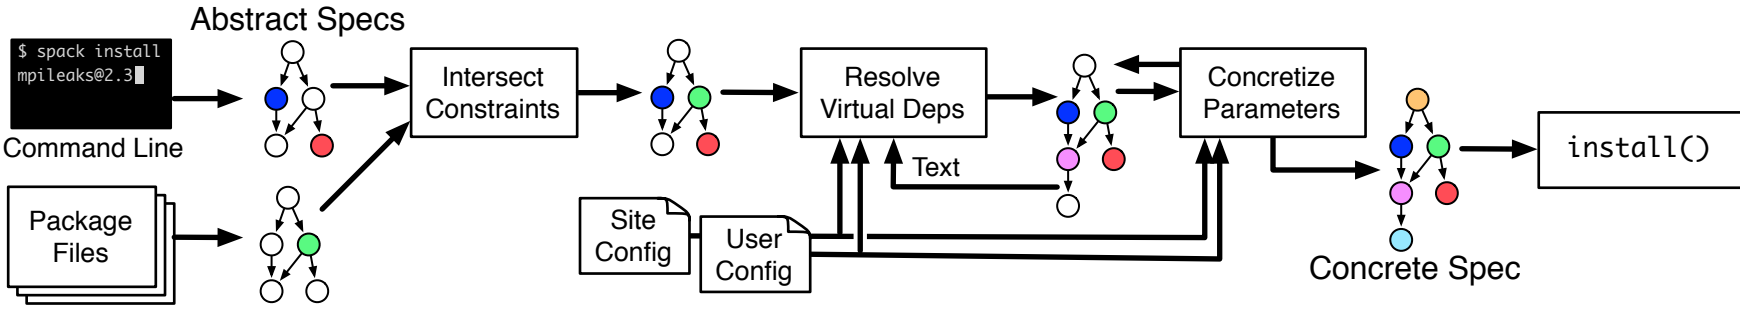 Abstract Specs
$ spack install
mpileaks@2.3
Command Line
Package
Files
Intersect
Constraints
Resolve
Virtual Deps
Text
Site
Config
User
Config
Concretize
Parameters
Concrete Spec
install()